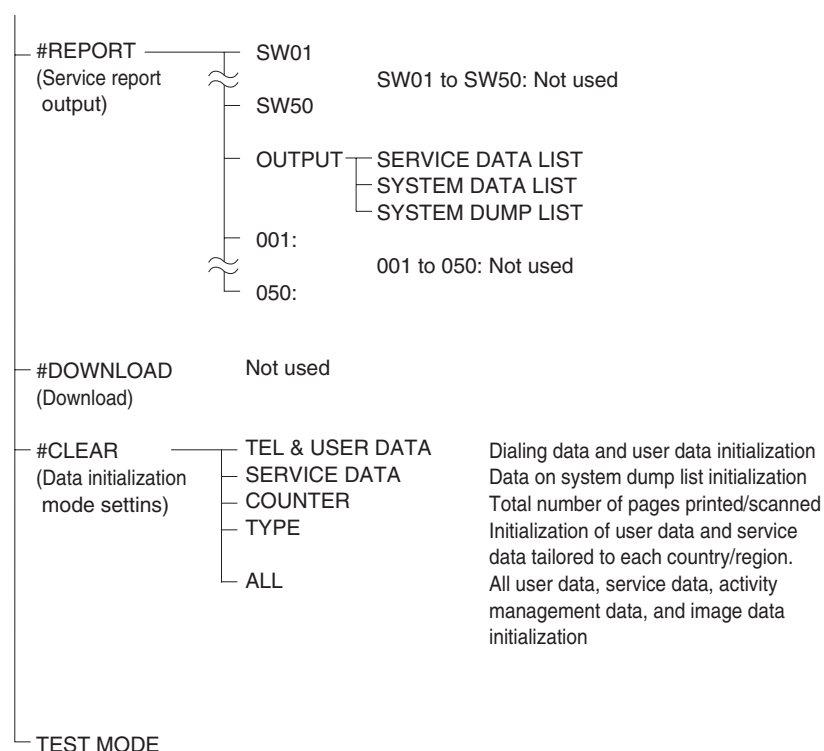 #REPORT
(Service report
output)
SW01
SW01 to SW50: Not used
SW50
OUTPUT
SERVICE DATA LIST
SYSTEM DATA LIST
SYSTEM DUMP LIST
001:
001 to 050: Not used
050:
#DOWNLOAD
(Download)
Not used
#CLEAR
(Data initialization
mode settins)
TEL & USER DATA
Dialing data and user data initialization
SERVICE DATA
Data on system dump list initialization
COUNTER
Total number of pages printed/scanned
TYPE
Initialization of user data and service
data tailored to each country/region.
ALL
All user data, service data, activity
management data, and image data
initialization
TEST MODE